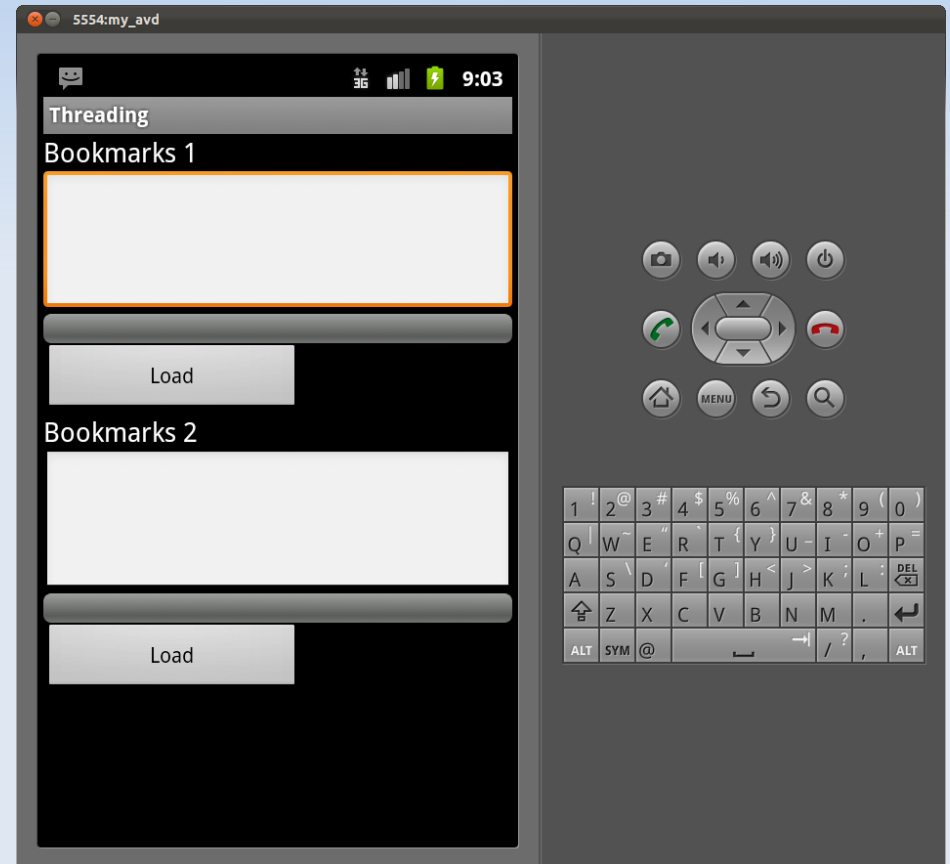 5554:my_avd
3G 9:03
Threading
Bookmarks 1
Load
Bookmarks 2
Load
MENU
1 ! 2 @ 3 # 4 $ 5 % 6 ^ 7 & 8 * 9 ( 0 )
Q | W ~ E " R ` T { Y } U _ I - O + P =
A S \ D ' F [ G ] H < J > K ; L : DEL
Z X C V B N M .
ALT SYM @ / ? , ALT